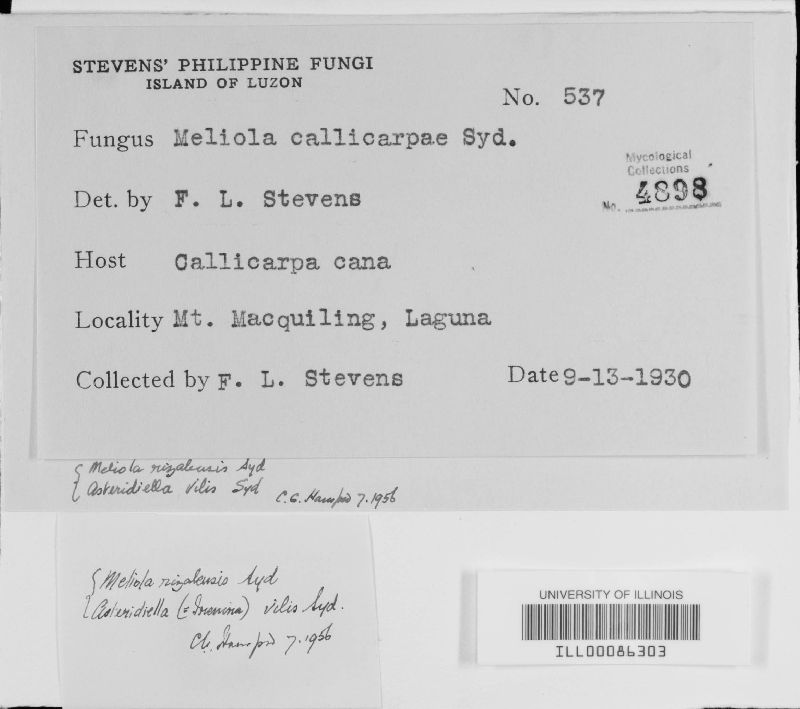 STEVENS' PHILIPPINE FUNGI
ISLAND OF LUZON
No. 537
Fungus Meliola callicarpae Syd.
Mycological
Collections
No. 4898
Det. by F. L. Stevens
Host Callicarpa cana
Locality Mt. Macquiling, Laguna
Collected by F. L. Stevens Date 9-13-1930
{ Meliola rizalensis Syd
Asteridiella vilis Syd 7.1956
{ Meliola rizalensis Syd
Asteridiella (= Irenina) vilis Syd.
7.1956
UNIVERSITY OF ILLINOIS
ILL00086303